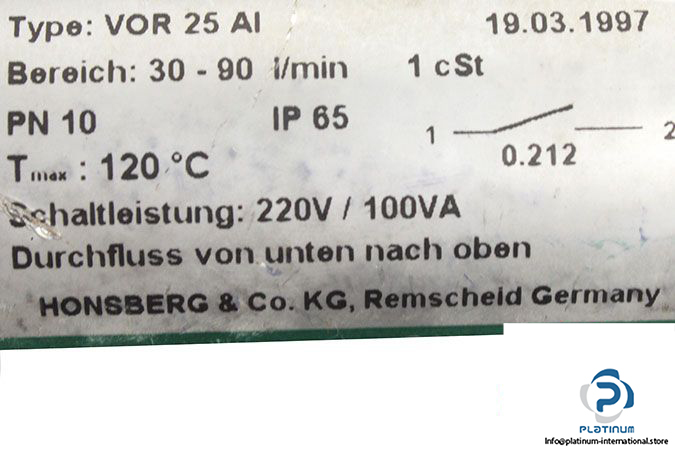 Type: VOR 25 AI 19.03.1997
Bereich: 30 - 90 l/min 1 cSt
PN 10 IP 65
1 2
0.212
Tmax : 120 °C
Schaltleistung: 220V / 100VA
Durchfluss von unten nach oben
HONSBERG & Co. KG, Remscheid Germany
PLATINUM
Info@platinum-international.store